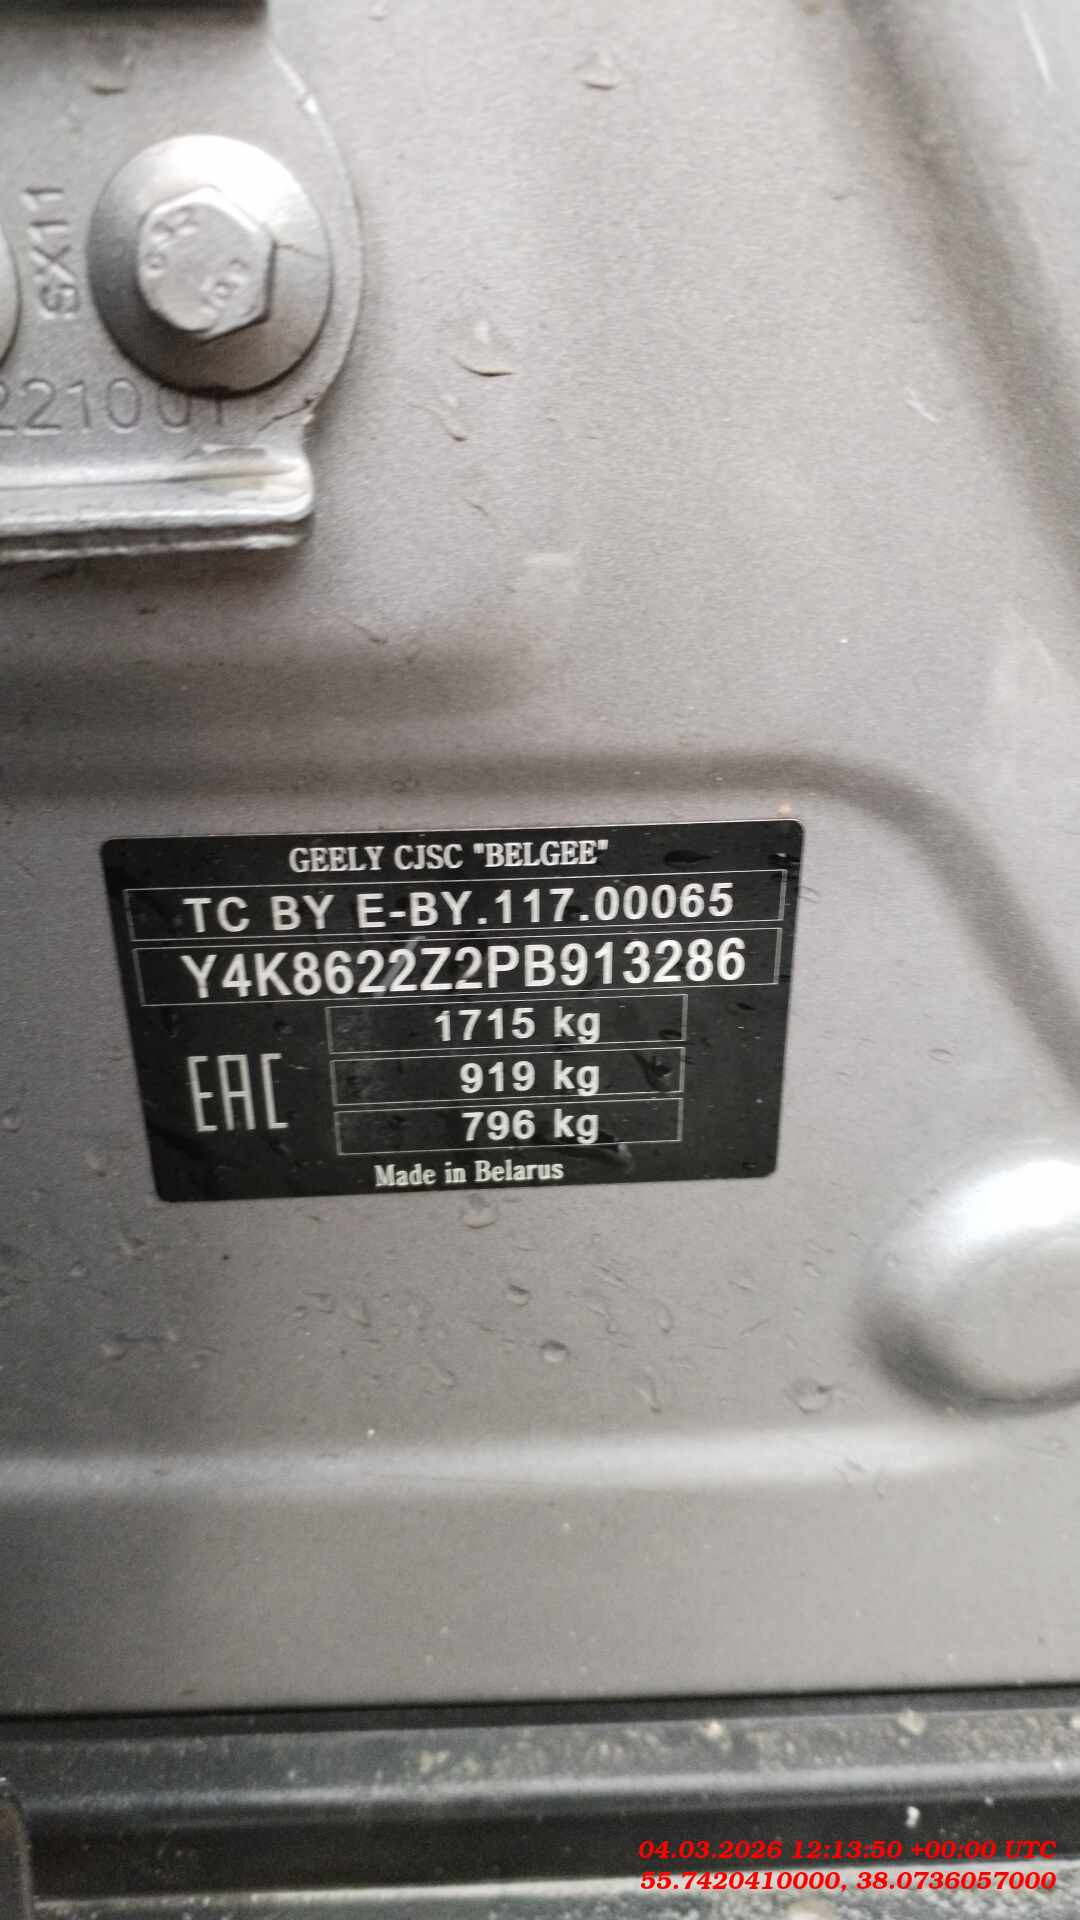 SX11
221001
GEELY CJSC "BELGEE"
TC BY E-BY.117.00065
Y4K8622Z2PB913286
1715 kg
919 kg
796 kg
EAC
Made in Belarus
04.03.2026 12:13:50 +00:00 UTC
55.7420410000, 38.0736057000